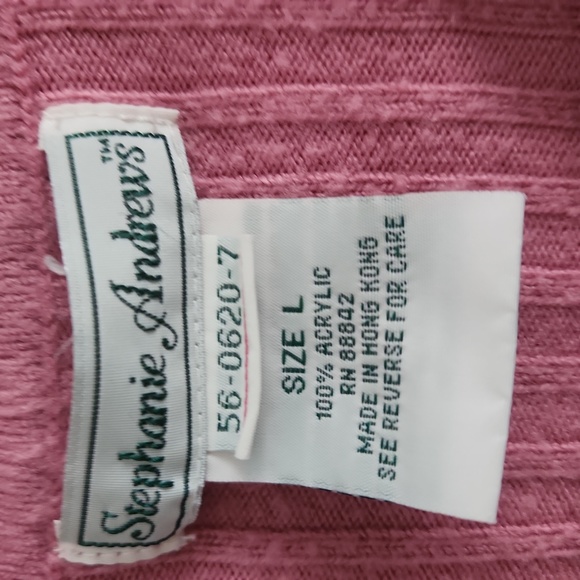 Stephanie Andrews™
56-0620-7
SIZE L
100% ACRYLIC
RN 88842
MADE IN HONG KONG
SEE REVERSE FOR CARE